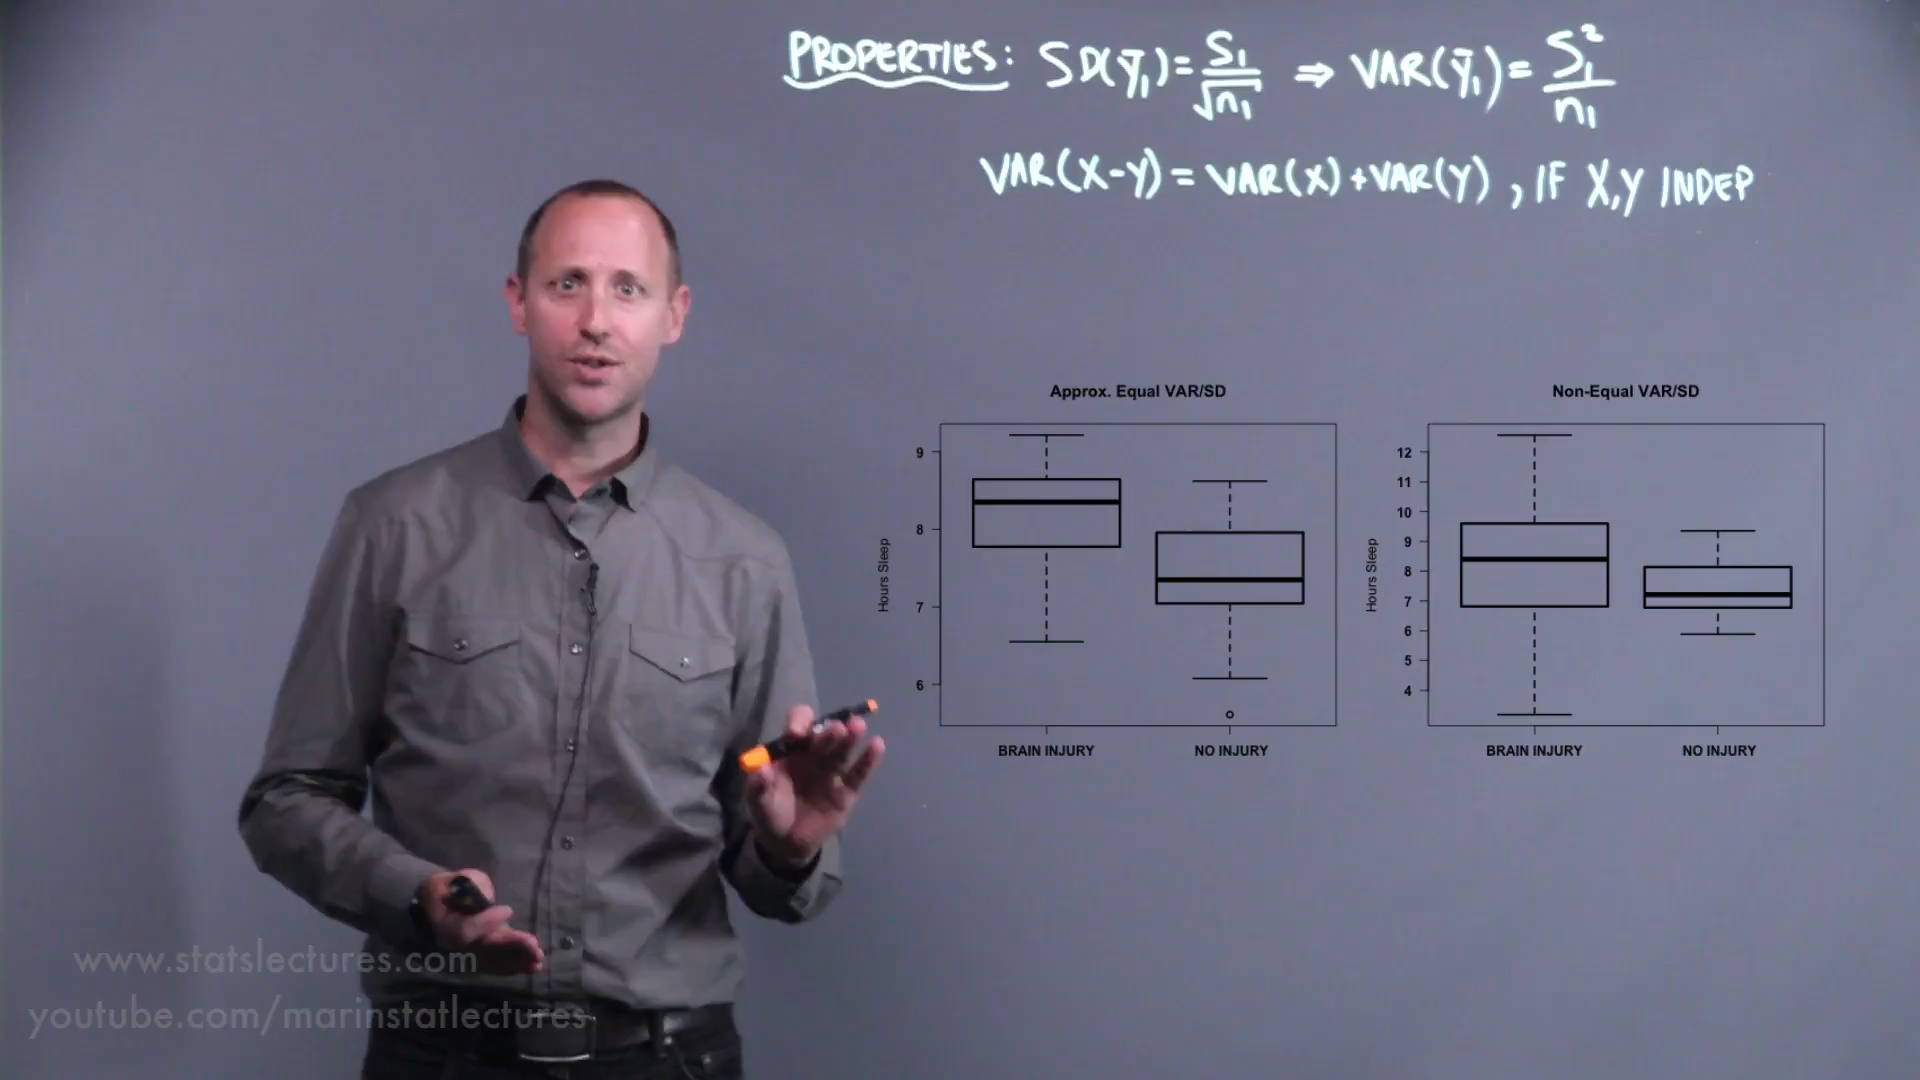 PROPERTIES: SD(ȳ₁) = S₁/√n₁ ⇒ VAR(ȳ₁) = S₁²/n₁
VAR(X-Y) = VAR(X) + VAR(Y), IF X,Y INDEP
Approx. Equal VAR/SD
Hours Sleep
9
8
7
6
BRAIN INJURY NO INJURY
Non-Equal VAR/SD
Hours Sleep
12
11
10
9
8
7
6
5
4
BRAIN INJURY NO INJURY
www.statslectures.com
youtube.com/marinstatlectures